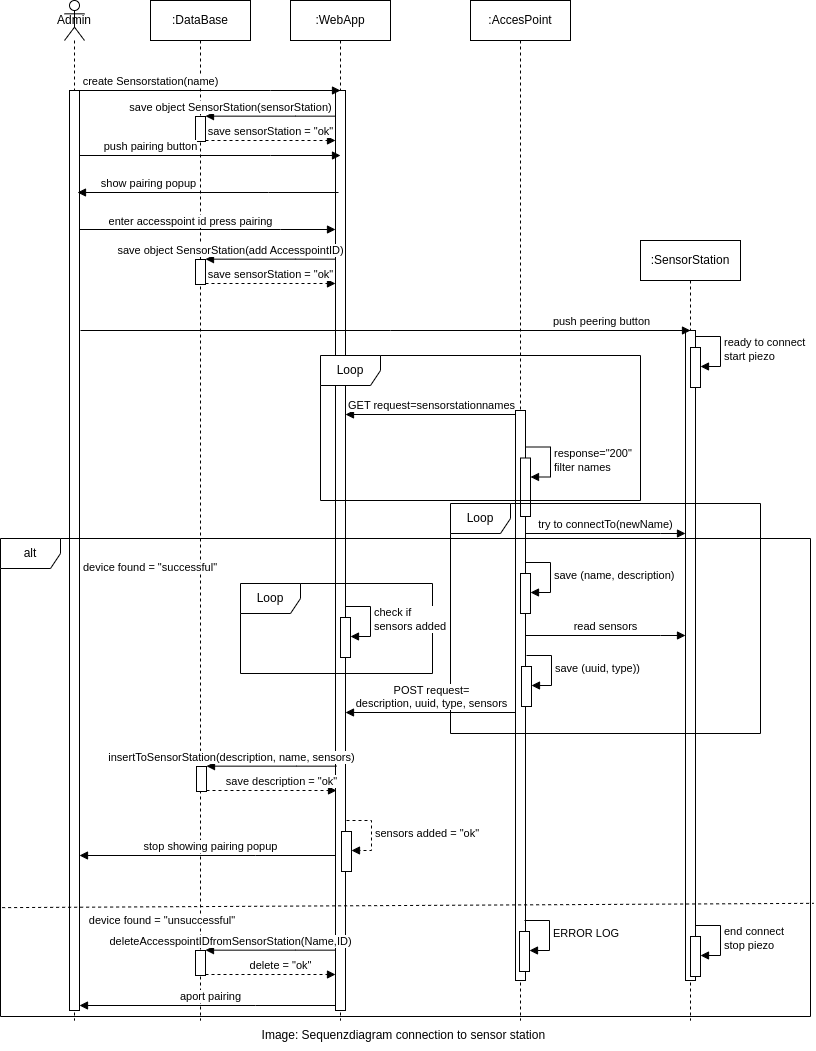 Admin
:DataBase
:WebApp
:AccesPoint
create Sensorstation(name)
save object SensorStation(sensorStation)
save sensorStation = "ok"
push pairing button
show pairing popup
enter accesspoint id press pairing
save object SensorStation(add AccesspointID)
:SensorStation
save sensorStation = "ok"
push peering button
ready to connect
start piezo
Loop
GET request=sensorstationnames
response="200"
filter names
Loop
try to connectTo(newName)
alt
device found = "successful"
save (name, description)
Loop
check if
sensors added
read sensors
save (uuid, type))
POST request=
description, uuid, type, sensors
insertToSensorStation(description, name, sensors)
save description = "ok"
sensors added = "ok"
stop showing pairing popup
device found = "unsuccessful"
ERROR LOG
end connect
stop piezo
deleteAccesspointIDfromSensorStation(Name,ID)
delete = "ok"
aport pairing
Image: Sequenzdiagram connection to sensor station